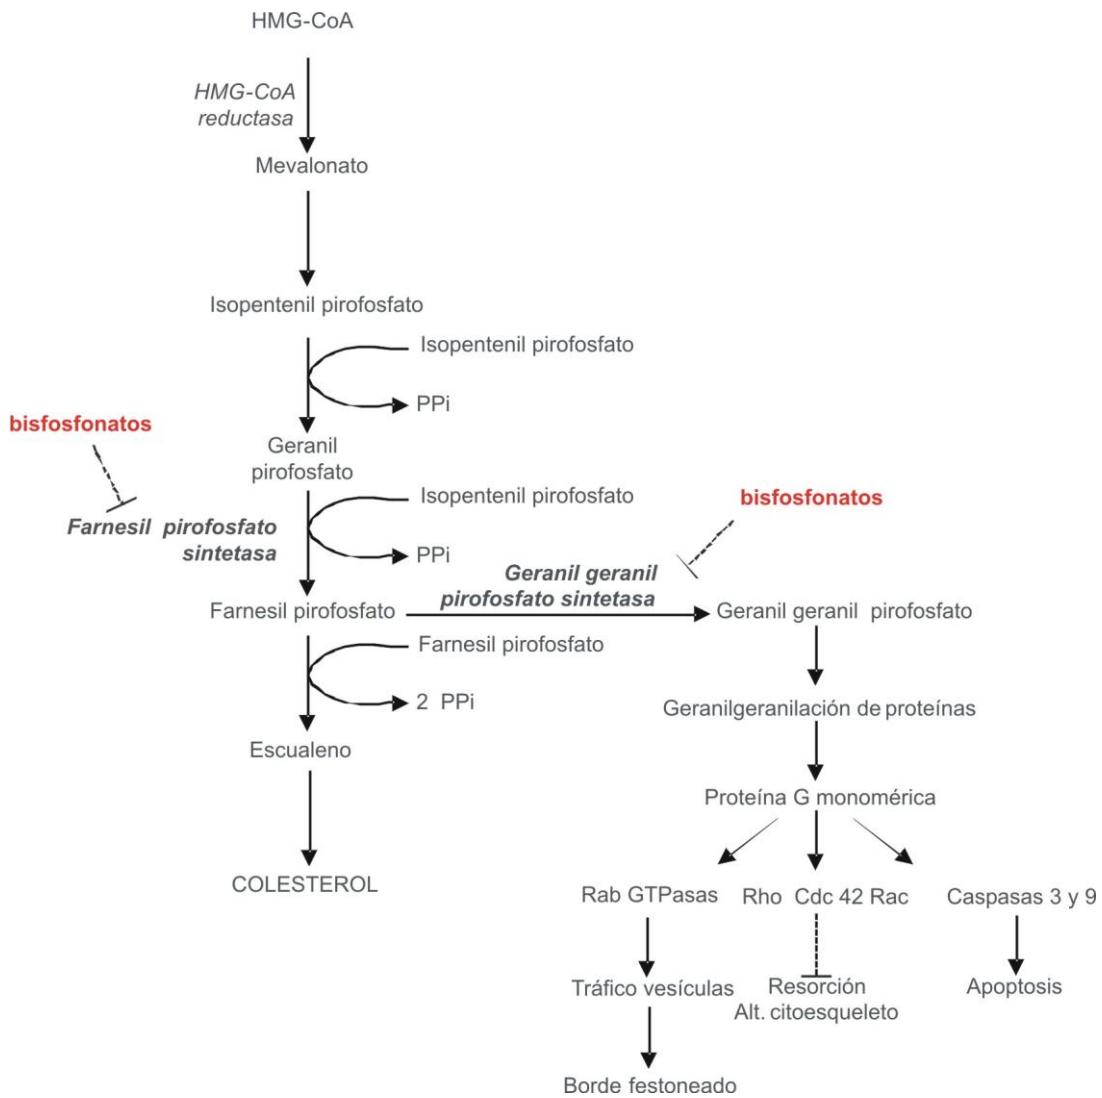 HMG-CoA
HMG-CoA
reductasa
Mevalonato
Isopentenil pirofosfato
Isopentenil pirofosfato
PPi
bisfosfonatos
Geranil
pirofosfato
Isopentenil pirofosfato
bisfosfonatos
Farnesil pirofosfato
sintetasa
PPi
Geranil geranil
pirofosfato sintetasa
Farnesil pirofosfato
Geranil geranil pirofosfato
Farnesil pirofosfato
2 PPi
Geranilgeranilación de proteínas
Escualeno
Proteína G monomérica
COLESTEROL
Rab GTPasas
Rho Cdc 42 Rac
Caspasas 3 y 9
Tráfico vesículas
Resorción
Alt. citoesqueleto
Apoptosis
Borde festoneado